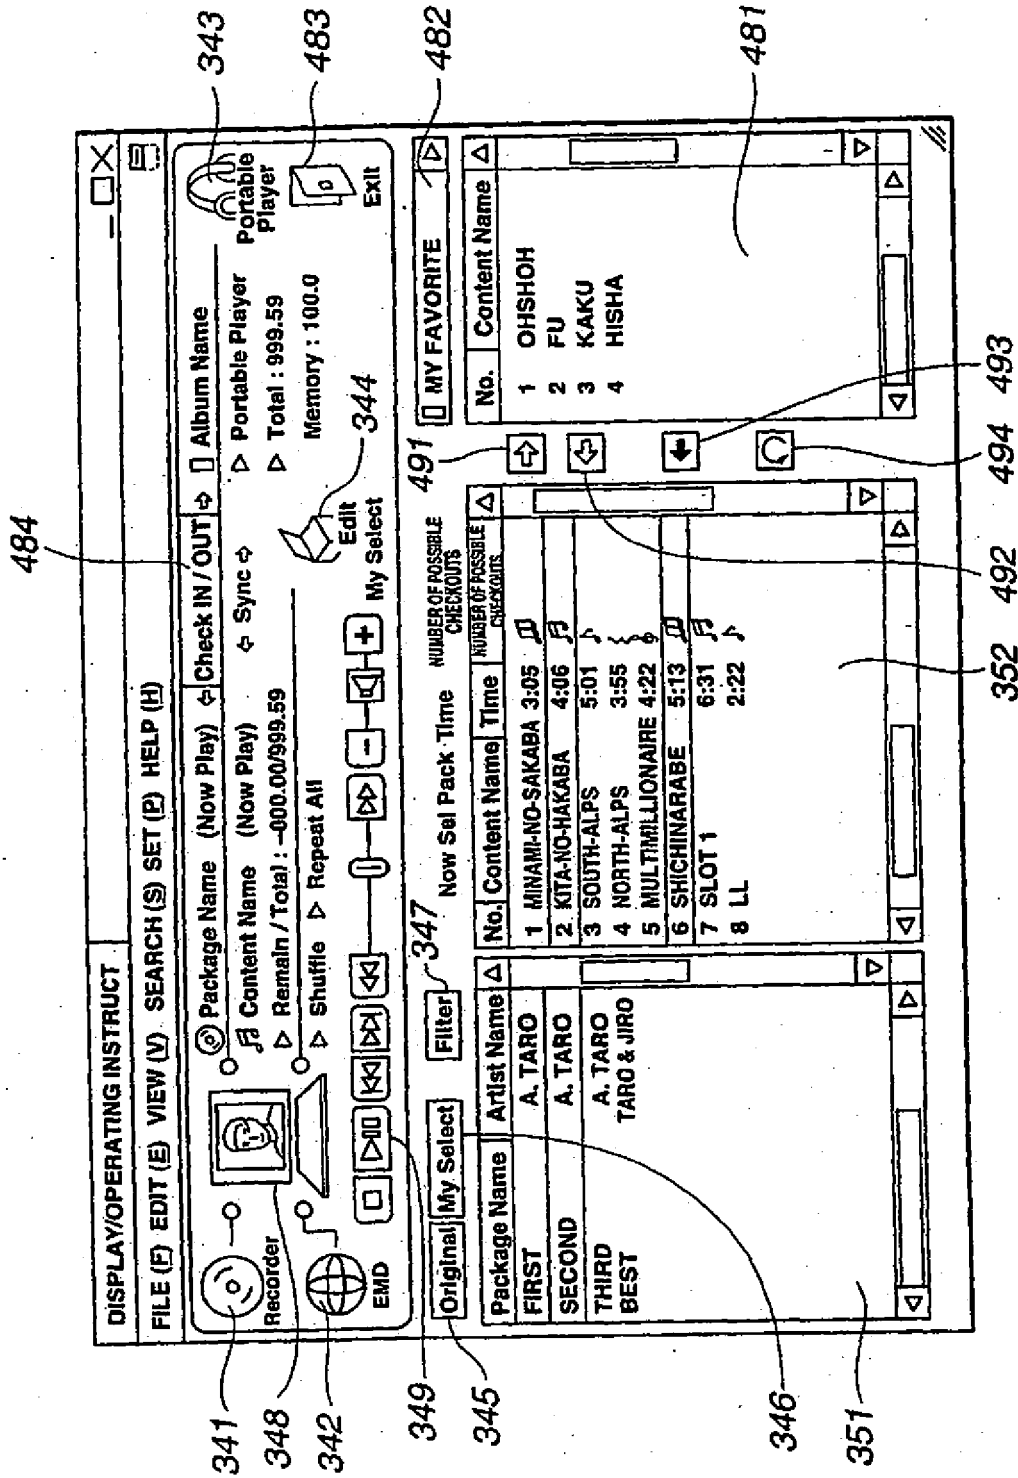 484
DISPLAY/OPERATING INSTRUCT
FILE (F) EDIT (E) VIEW (V) SEARCH (S) SET (P) HELP (H)
341
348
342
349
345
346
351
Recorder
EMD
Package Name (Now Play)
Content Name (Now Play)
Remain / Total : -000.00/999.59
Shuffle Repeat All
Check IN / OUT
Sync
Album Name
Portable Player
Total : 999.59
Memory : 100.0
Edit
My Select
344
Portable
Player
Exit
343
483
482
481
Original My Select Filter 347
Now Sel Pack Time NUMBER OF POSSIBLE
CHECKOUTS
491
MY FAVORITE
Package Name Artist Name
FIRST A. TARO
SECOND A. TARO
THIRD A. TARO
BEST TARO & JIRO
No. Content Name Time NUMBER OF POSSIBLE
CHECKOUTS
1 MINAMI-NO-SAKABA 3:05
2 KITA-NO-HAKABA 4:06
3 SOUTH-ALPS 5:01
4 NORTH-ALPS 3:55
5 MULTIMILLIONAIRE 4:22
6 SHICHINARABE 5:13
7 SLOT 1 6:31
8 LL 2:22
No. Content Name
1 OHSHOH
2 FU
3 KAKU
4 HISHA
352
492
494
493